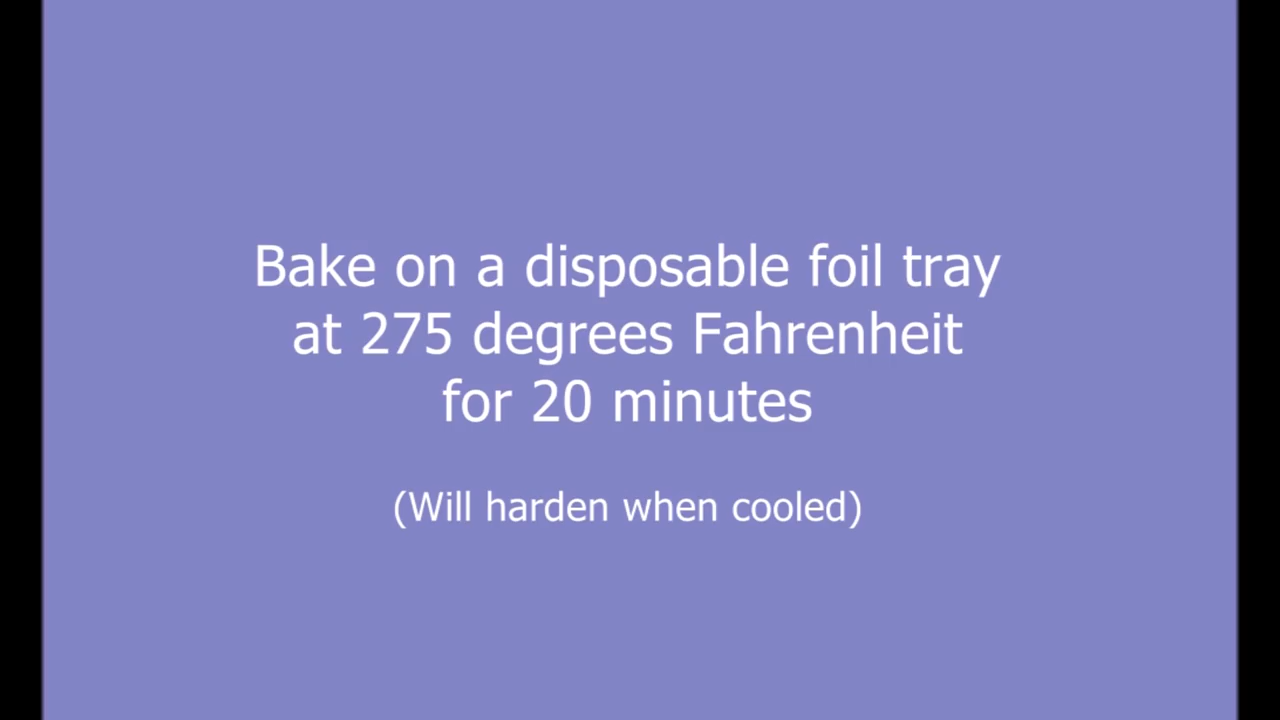 Bake on a disposable foil tray
at 275 degrees Fahrenheit
for 20 minutes
(Will harden when cooled)